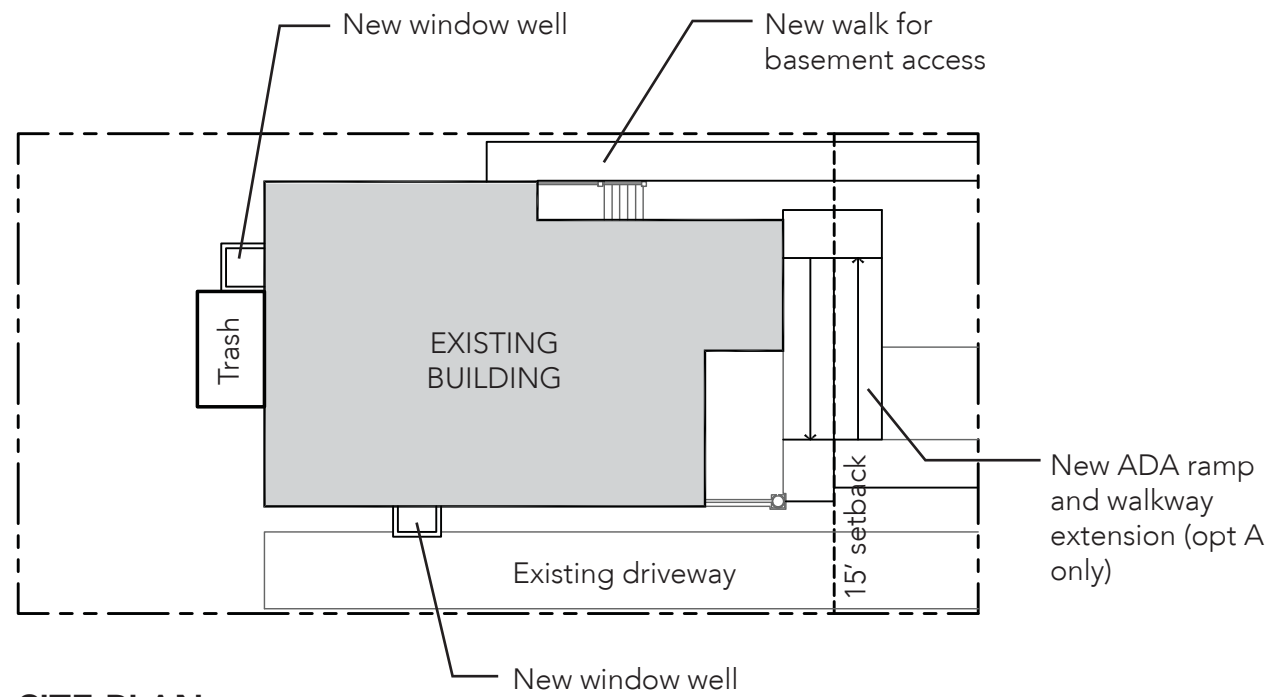 New window well
New walk for
basement access
Trash
EXISTING
BUILDING
15' setback
New ADA ramp
and walkway
extension (opt A
only)
Existing driveway
New window well
SITE PLAN